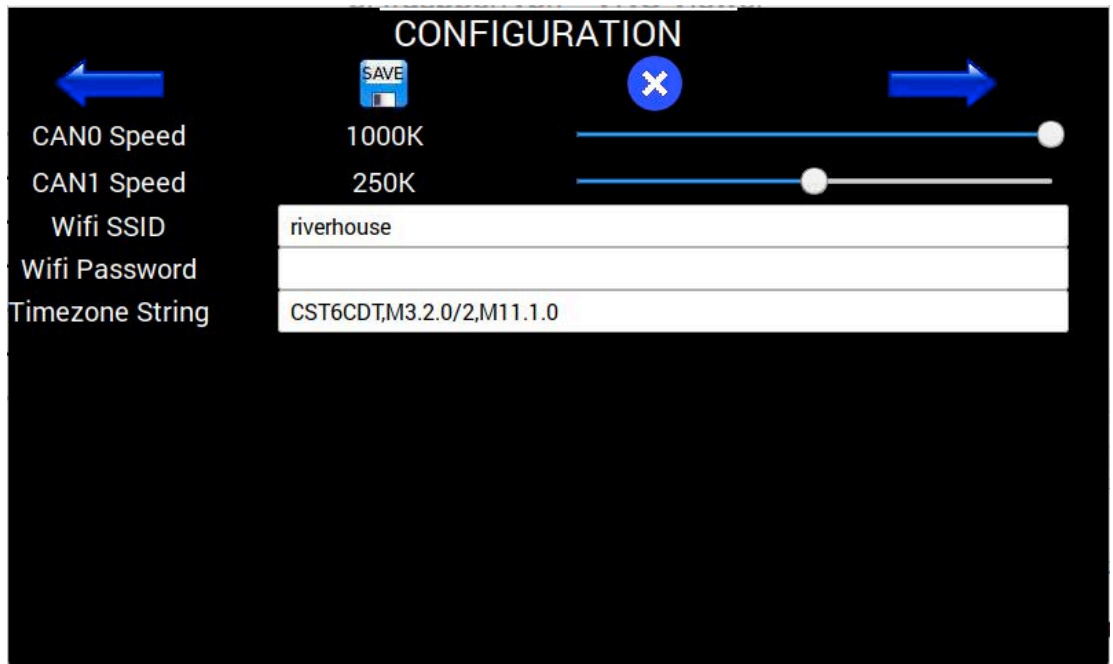 CONFIGURATION
SAVE
CAN0 Speed 1000K
CAN1 Speed 250K
Wifi SSID riverhouse
Wifi Password
Timezone String CST6CDT,M3.2.0/2,M11.1.0